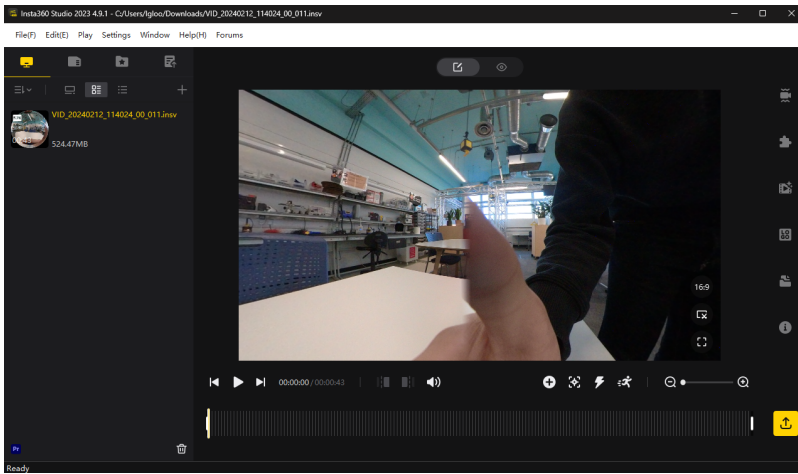 Insta360 Studio 2023 4.9.1 - C:/Users/Igloo/Downloads/VID_20240212_114024_00_011.insv
File(F) Edit(E) Play Settings Window Help(H) Forums
VID_20240212_114024_00_011.insv
524.47MB
16:9
00:00:00 / 00:00:43
Pr
Ready